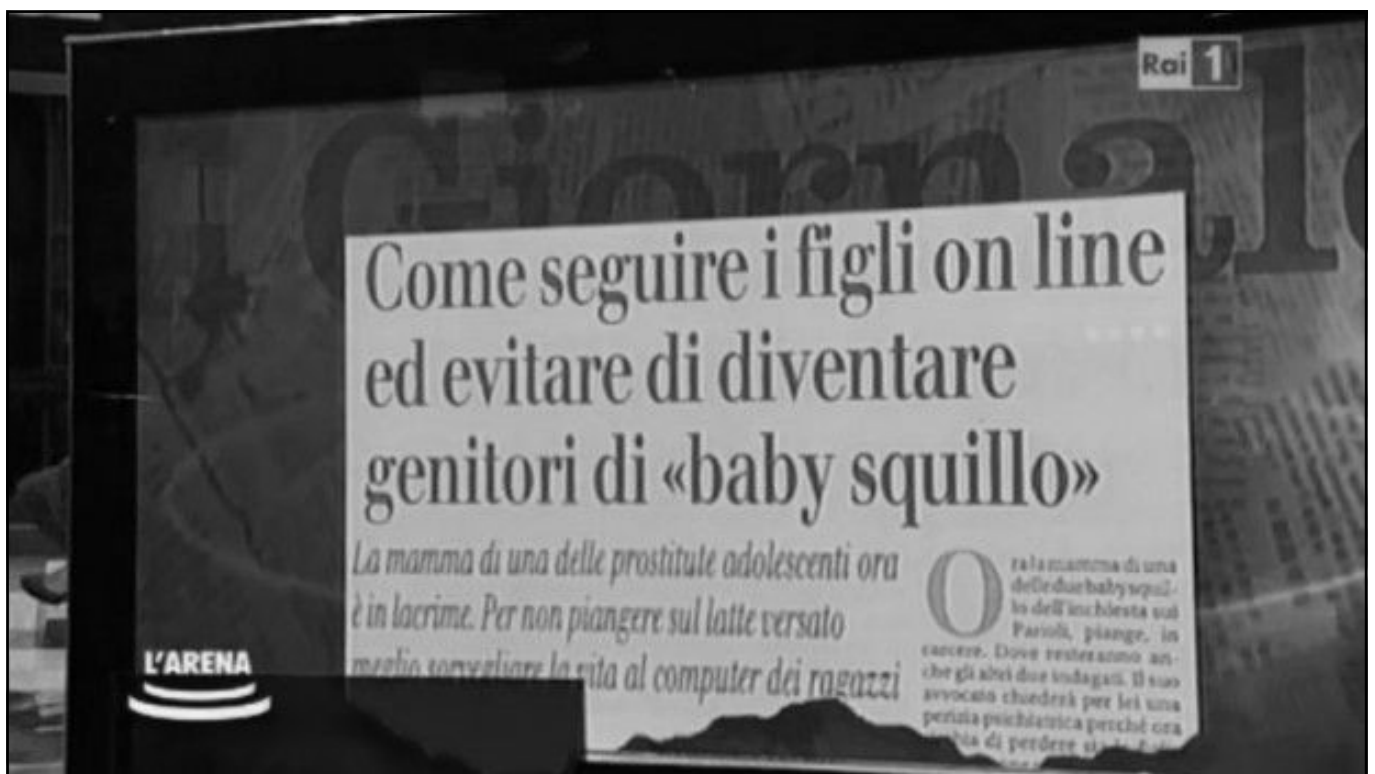 Rai 1
Giornale
Come seguire i figli on line
ed evitare di diventare
genitori di «baby squillo»
La mamma di una delle prostitute adolescenti ora
è in lacrime. Per non piangere sul latte versato
meglio sorvegliare la vita al computer dei ragazzi
Ora la mamma di una
delle due baby squil-
lo dell'inchiesta sui
Parioli, piange, in
carcere. Dove resteranno an-
che gli altri due indagati. Il suo
avvocato chiederà per lei una
perizia psichiatrica perché ora
di perdere
L'ARENA